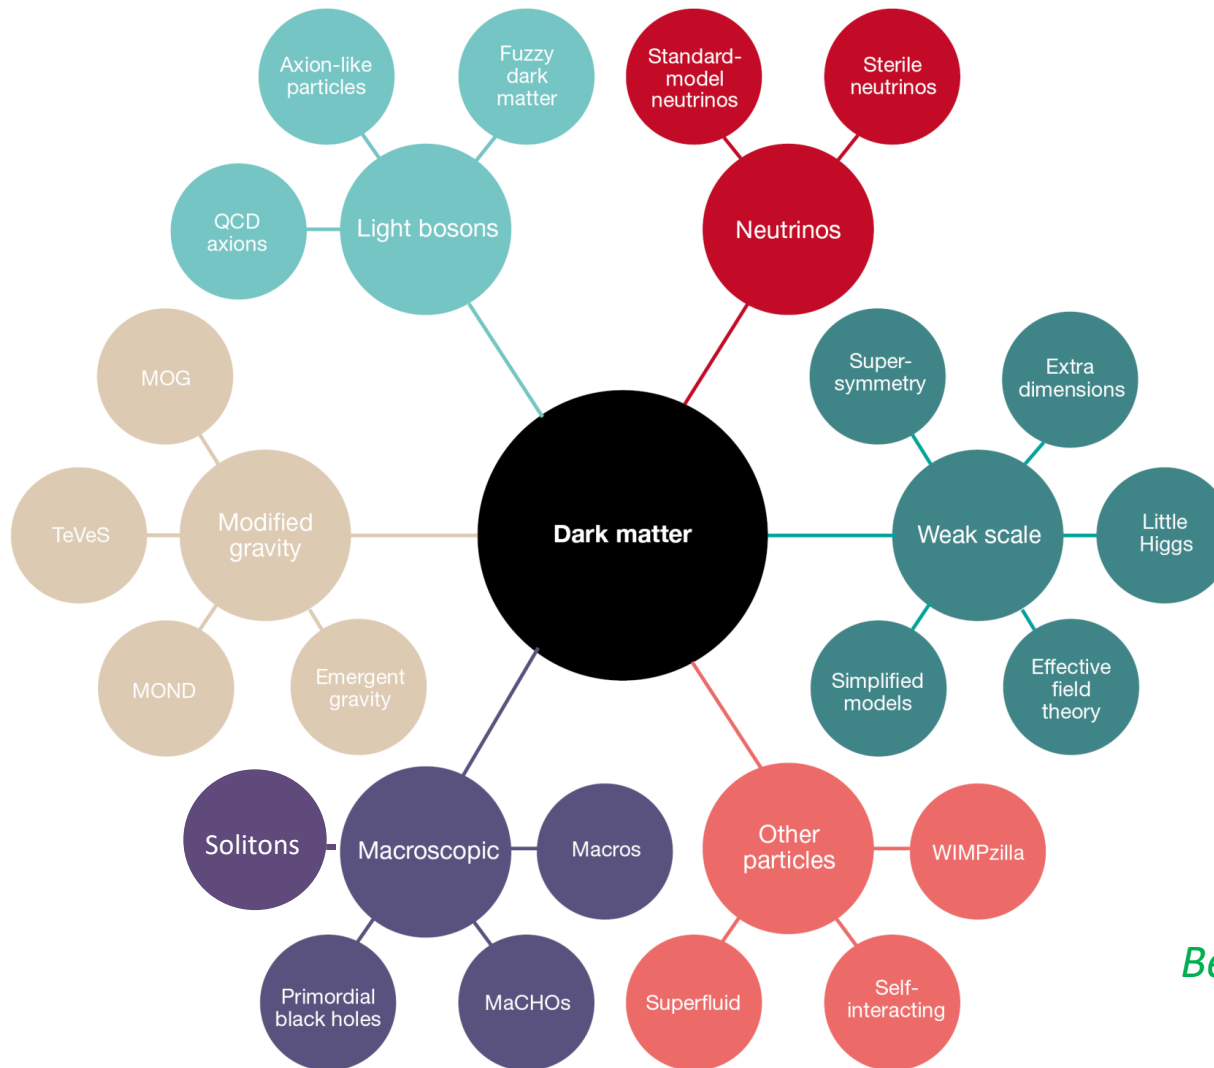 Axion-like
particles
Fuzzy
dark
matter
Standard-
model
neutrinos
Sterile
neutrinos
QCD
axions
Light bosons
Neutrinos
MOG
Super-
symmetry
Extra
dimensions
TeVeS
Modified
gravity
Dark matter
Weak scale
Little
Higgs
MOND
Emergent
gravity
Simplified
models
Effective
field
theory
Solitons
Macroscopic
Macros
Other
particles
WIMPzilla
Primordial
black holes
MaCHOs
Superfluid
Self-
interacting
Be